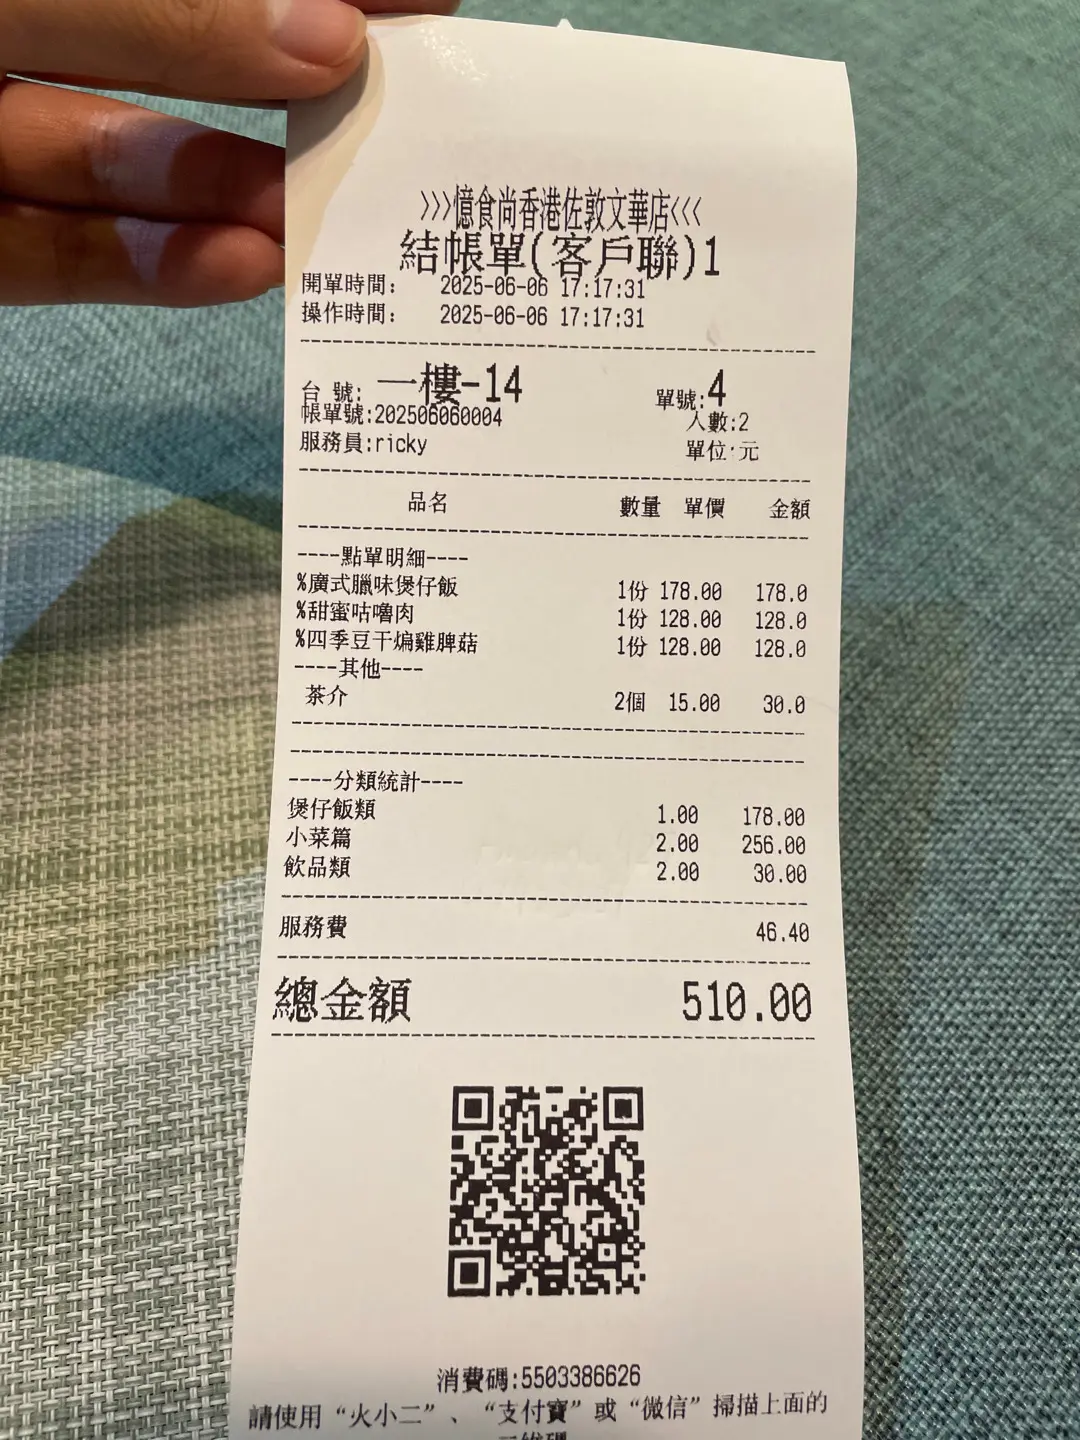 >>>憶食尚香港佐敦文華店<<<
結帳單(客戶聯)1
開單時間: 2025-06-06 17:17:31
操作時間: 2025-06-06 17:17:31
台 號: 一樓-14 單號:4
帳單號:202506060004 人數:2
服務員:ricky 單位:元
品名 數量 單價 金額
----點單明細----
%廣式臘味煲仔飯 1份 178.00 178.0
%甜蜜咕嚕肉 1份 128.00 128.0
%四季豆干煸雞脾菇 1份 128.00 128.0
----其他----
茶介 2個 15.00 30.0
----分類統計----
煲仔飯類 1.00 178.00
小菜篇 2.00 256.00
飲品類 2.00 30.00
服務費 46.40
總金額 510.00
消費碼:5503386626
請使用“火小二”、“支付寶”或“微信”掃描上面的
二維碼